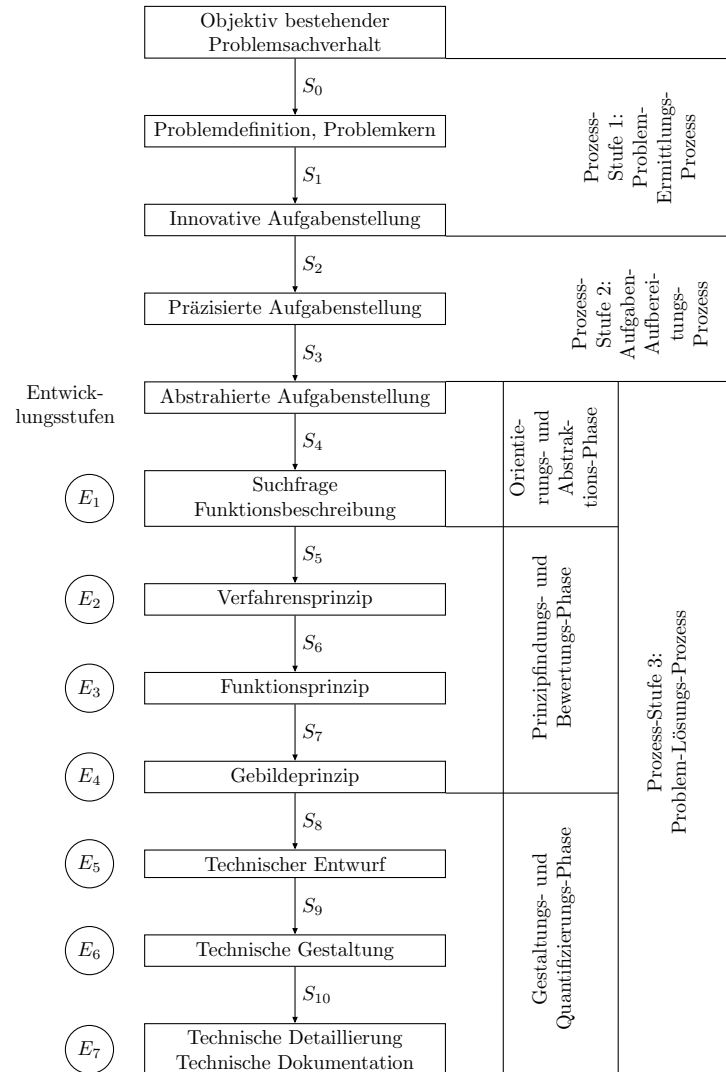 Objektiv bestehender
Problemsachverhalt
S0
Problemdefinition, Problemkern
S1
Innovative Aufgabenstellung
Prozess-
Stufe 1:
Problem-
Ermittlungs-
Prozess
S2
Präzisierte Aufgabenstellung
S3
Prozess-
Stufe 2:
Aufgaben-
Aufberei-
tungs-
Prozess
Entwick-
lungsstufen
Abstrahierte Aufgabenstellung
S4
E1
Suchfrage
Funktionsbeschreibung
Orientie-
rungs- und
Abstrak-
tions-Phase
S5
E2
Verfahrensprinzip
S6
E3
Funktionsprinzip
S7
E4
Gebildeprinzip
Prinzipfindungs- und
Bewertungs-Phase
S8
E5
Technischer Entwurf
S9
E6
Technische Gestaltung
S10
E7
Technische Detaillierung
Technische Dokumentation
Gestaltungs- und
Quantifizierungs-Phase
Prozess-Stufe 3:
Problem-Lösungs-Prozess